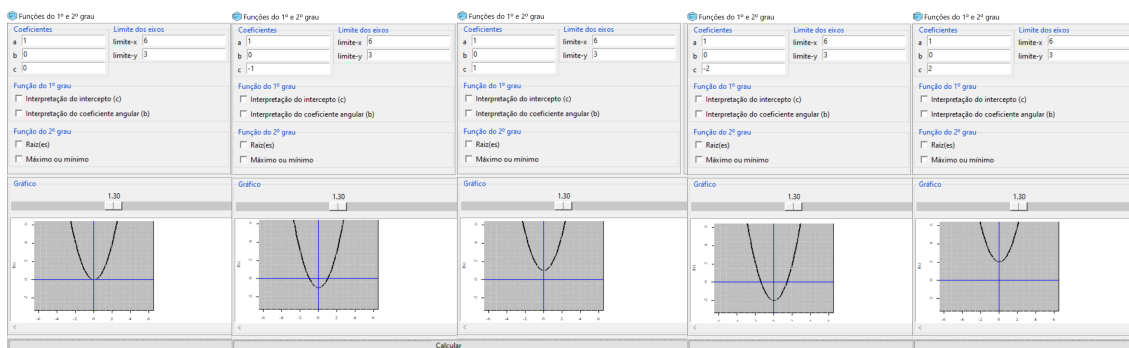 Funções do 1º e 2º grau
Coeficientes
Limite dos eixos
a 1
limite-x 6
b 0
limite-y 3
c 0
Função do 1º grau
Interpretação do intercepto (c)
Interpretação do coeficiente angular (b)
Função do 2º grau
Raiz(es)
Máximo ou mínimo
Gráfico
1.30
Funções do 1º e 2º grau
Coeficientes
Limite dos eixos
a 1
limite-x 6
b 0
limite-y 3
c -1
Função do 1º grau
Interpretação do intercepto (c)
Interpretação do coeficiente angular (b)
Função do 2º grau
Raiz(es)
Máximo ou mínimo
Gráfico
1.30
Funções do 1º e 2º grau
Coeficientes
Limite dos eixos
a 1
limite-x 6
b 0
limite-y 3
c 1
Função do 1º grau
Interpretação do intercepto (c)
Interpretação do coeficiente angular (b)
Função do 2º grau
Raiz(es)
Máximo ou mínimo
Gráfico
1.30
Funções do 1º e 2º grau
Coeficientes
Limite dos eixos
a 1
limite-x 6
b 0
limite-y 3
c -2
Função do 1º grau
Interpretação do intercepto (c)
Interpretação do coeficiente angular (b)
Função do 2º grau
Raiz(es)
Máximo ou mínimo
Gráfico
1.30
Funções do 1º e 2º grau
Coeficientes
Limite dos eixos
a 1
limite-x 6
b 0
limite-y 3
c 2
Função do 1º grau
Interpretação do intercepto (c)
Interpretação do coeficiente angular (b)
Função do 2º grau
Raiz(es)
Máximo ou mínimo
Gráfico
1.30
Calcular